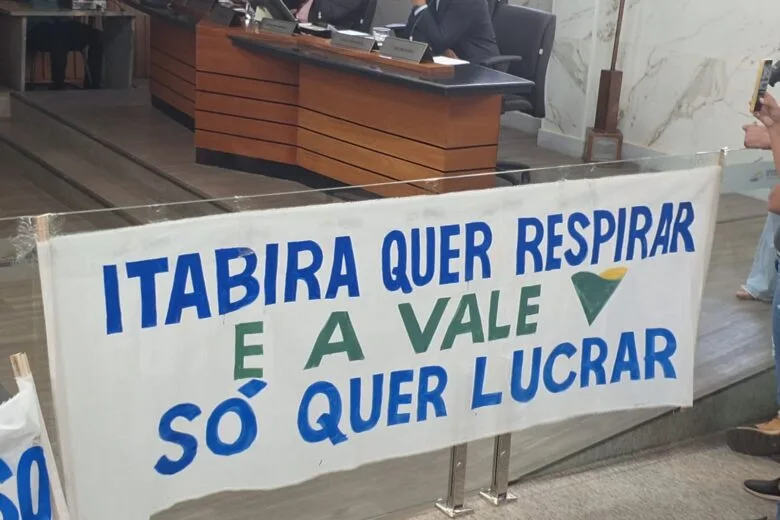 ITABIRA QUER RESPIRAR
E A VALE
SÓ QUER LUCRAR